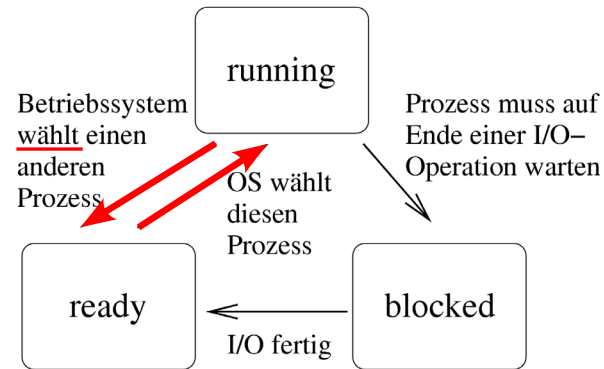 running
Betriebssystem
wählt einen
anderen
Prozess
OS wählt
diesen
Prozess
Prozess muss auf
Ende einer I/O−
Operation warten
ready
blocked
I/O fertig